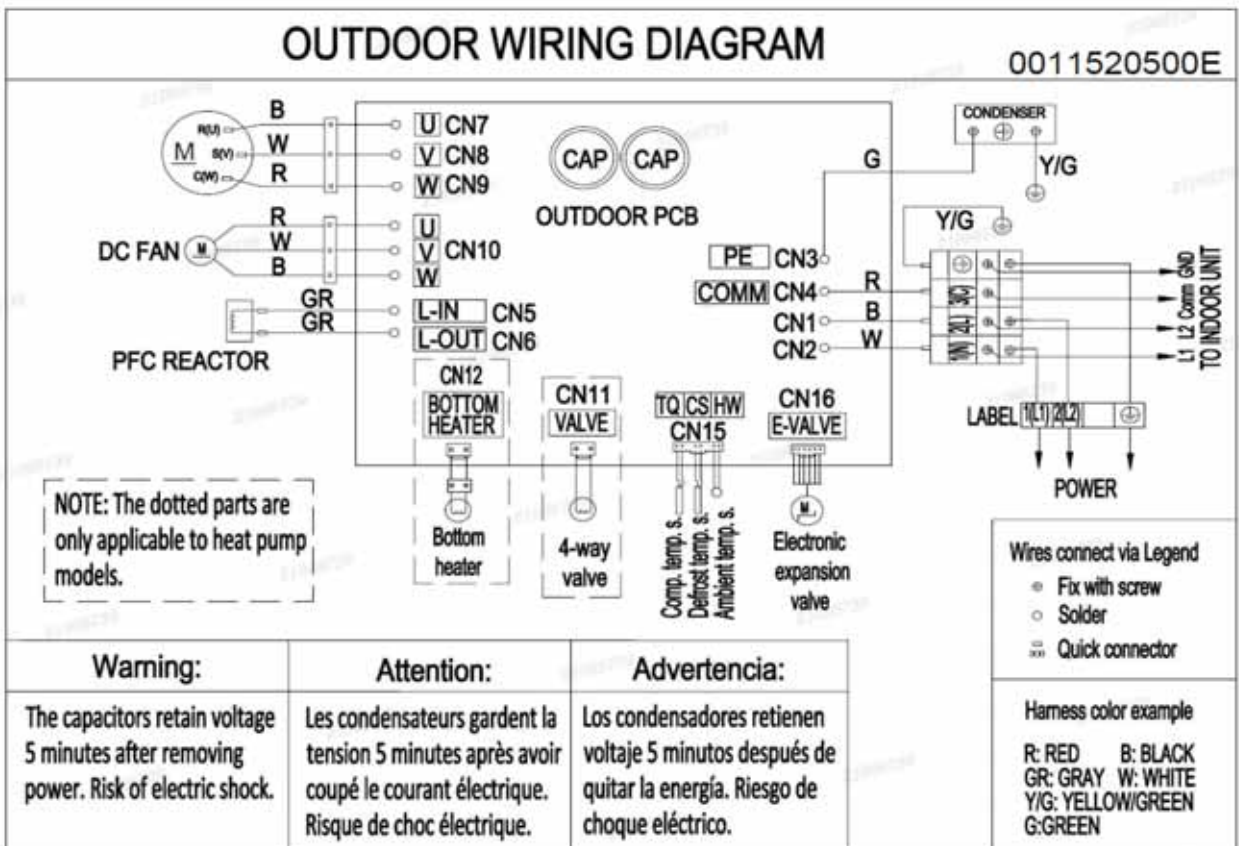 OUTDOOR WIRING DIAGRAM
0011520500E
M
R(U)
S(V)
C(W)
B
W
R
U CN7
V CN8
W CN9
CAP CAP
OUTDOOR PCB
CONDENSER
G
Y/G
Y/G
DC FAN
M
R
W
B
U
V CN10
W
PE CN3
COMM CN4 R
CN1 B
CN2 W
3(C)
2(L)
1(N)
GND
Comm
L2
L1
TO INDOOR UNIT
PFC REACTOR
GR
GR
L-IN CN5
L-OUT CN6
CN12
BOTTOM
HEATER
Bottom
heater
CN11
VALVE
4-way
valve
TQ CS HW
CN15
Comp. temp. s.
Defrost temp. s.
Ambient temp. s.
CN16
E-VALVE
M
Electronic
expansion
valve
LABEL 1(L1) 2(L2)
POWER
NOTE: The dotted parts are
only applicable to heat pump
models.
Wires connect via Legend
Fix with screw
Solder
Quick connector
Harness color example
R: RED B: BLACK
GR: GRAY W: WHITE
Y/G: YELLOW/GREEN
G:GREEN
Warning:
The capacitors retain voltage
5 minutes after removing
power. Risk of electric shock.
Attention:
Les condensateurs gardent la
tension 5 minutes après avoir
coupé le courant électrique.
Risque de choc électrique.
Advertencia:
Los condensadores retienen
voltaje 5 minutos después de
quitar la energía. Riesgo de
choque eléctrico.